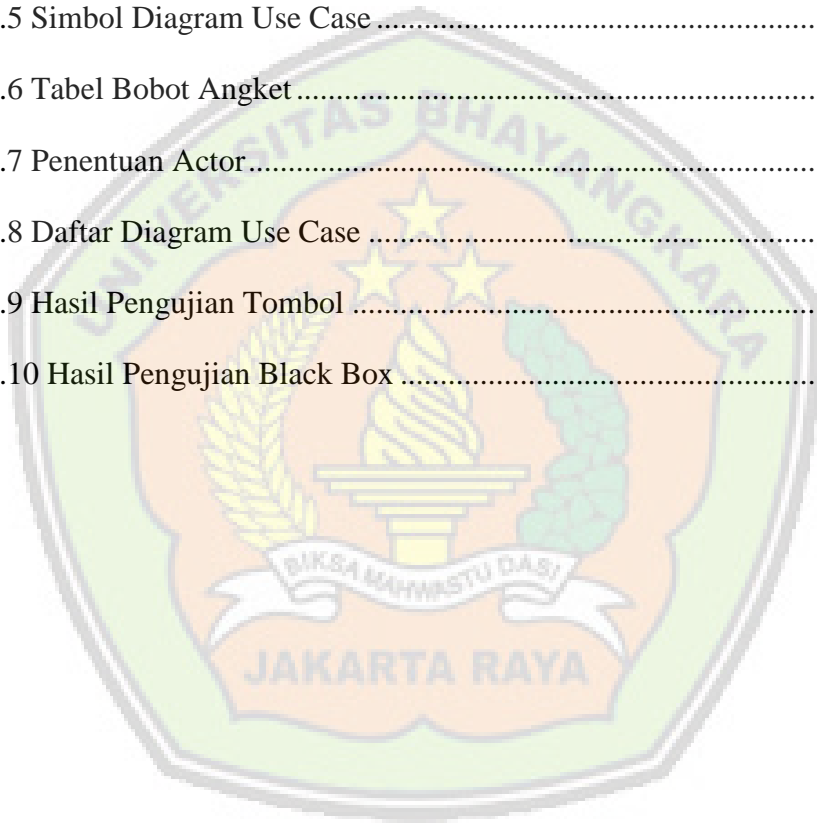 .5 Simbol Diagram Use Case ........................................................
.6 Tabel Bobot Angket ..................................................................
.7 Penentuan Actor ........................................................................
.8 Daftar Diagram Use Case .........................................................
.9 Hasil Pengujian Tombol ...........................................................
.10 Hasil Pengujian Black Box .....................................................
UNIVERSITAS BHAYANGKARA
BIKSA MAHWASTU DASI
JAKARTA RAYA